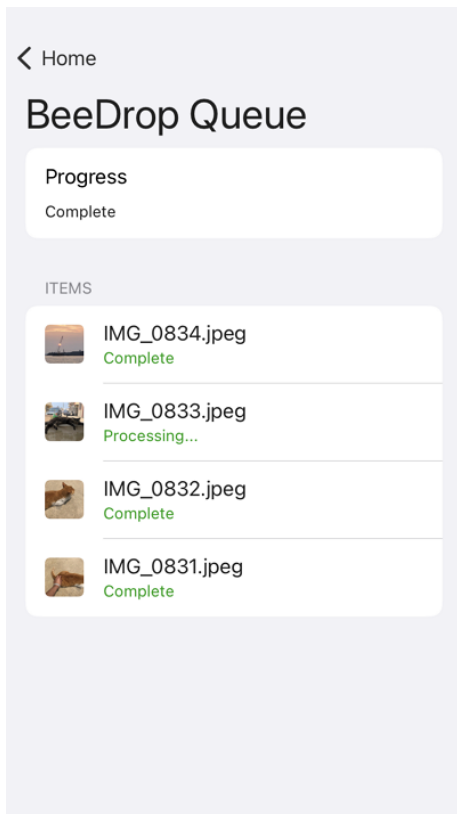 Home
BeeDrop Queue
Progress
Complete
ITEMS
IMG_0834.jpeg
Complete
IMG_0833.jpeg
Processing...
IMG_0832.jpeg
Complete
IMG_0831.jpeg
Complete